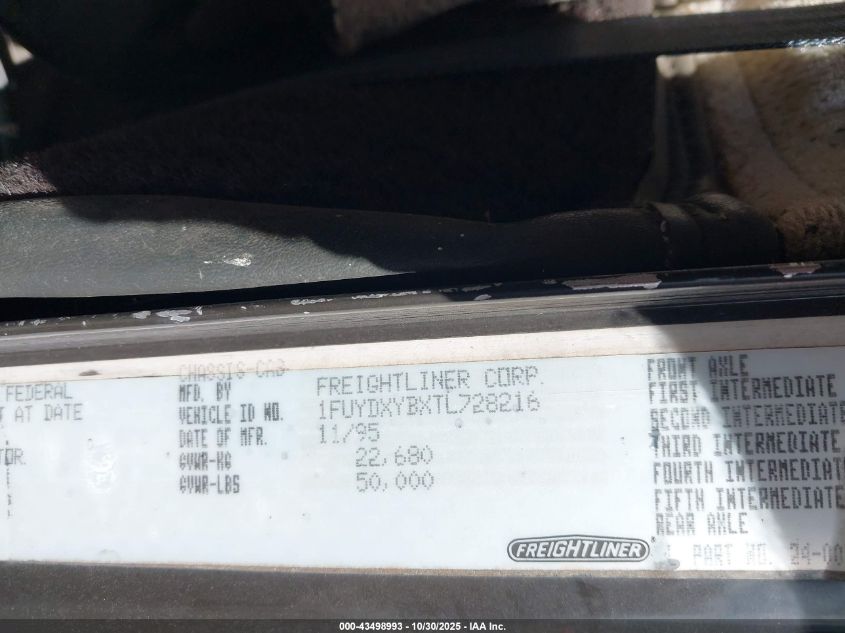 CHASSIS CAB
FEDERAL
AT DATE
TOR
MFD. BY FREIGHTLINER CORP.
VEHICLE ID NO. 1FUYDXYBXTL728216
DATE OF MFR. 11/95
GVWR-KG 22,680
GVWR-LBS 50,000
FRONT AXLE
FIRST INTERMEDIATE
SECOND INTERMEDIATE
THIRD INTERMEDIATE
FOURTH INTERMEDIAT
FIFTH INTERMEDIATE
REAR AXLE
FREIGHTLINER
PART NO. 24-00
000-43498993 - 10/30/2025 - IAA Inc.